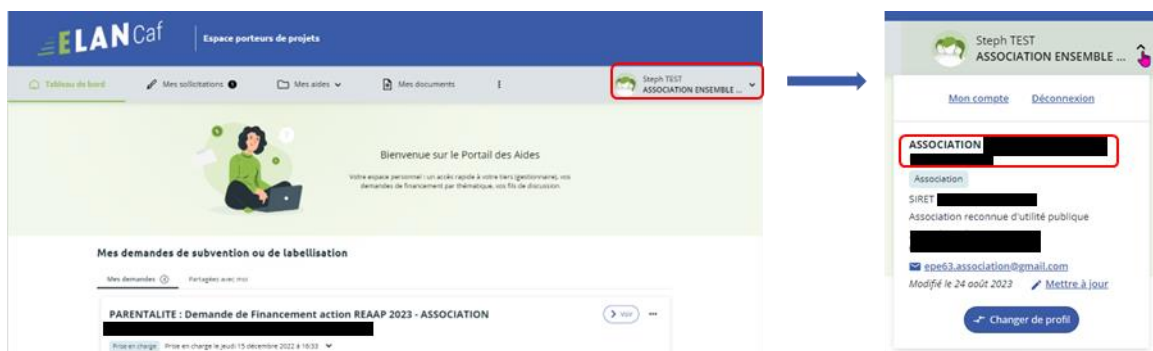 ELAN Caf
Espace porteurs de projets
Tableau de bord
Mes sollicitations
Mes aides
Mes documents
Steph TEST
ASSOCIATION ENSEMBLE ...
Bienvenue sur le Portail des Aides
Votre espace personnel : un accès rapide à votre tiers (gestionnaire), vos
demandes de financement par thématique, vos fils de discussion.
Mes demandes de subvention ou de labellisation
Mes demandes
Partagées avec moi
PARENTALITE : Demande de Financement action REAAP 2023 - ASSOCIATION
Voir
Prise en charge Prise en charge le jeudi 15 décembre 2022 à 16:33
Steph TEST
ASSOCIATION ENSEMBLE ...
Mon compte Déconnexion
ASSOCIATION
Association
SIRET
Association reconnue d'utilité publique
epe63.association@gmail.com
Modifié le 24 août 2023 Mettre à jour
Changer de profil